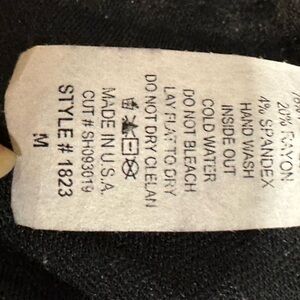 20% RAYON
4% SPANDEX
HAND WASH
INSIDE OUT
COLD WATER
DO NOT BLEACH
LAY FLAT TO DRY
DO NOT DRY CLELAN
MADE IN U.S.A.
CUT # SH093019
STYLE # 1823
M